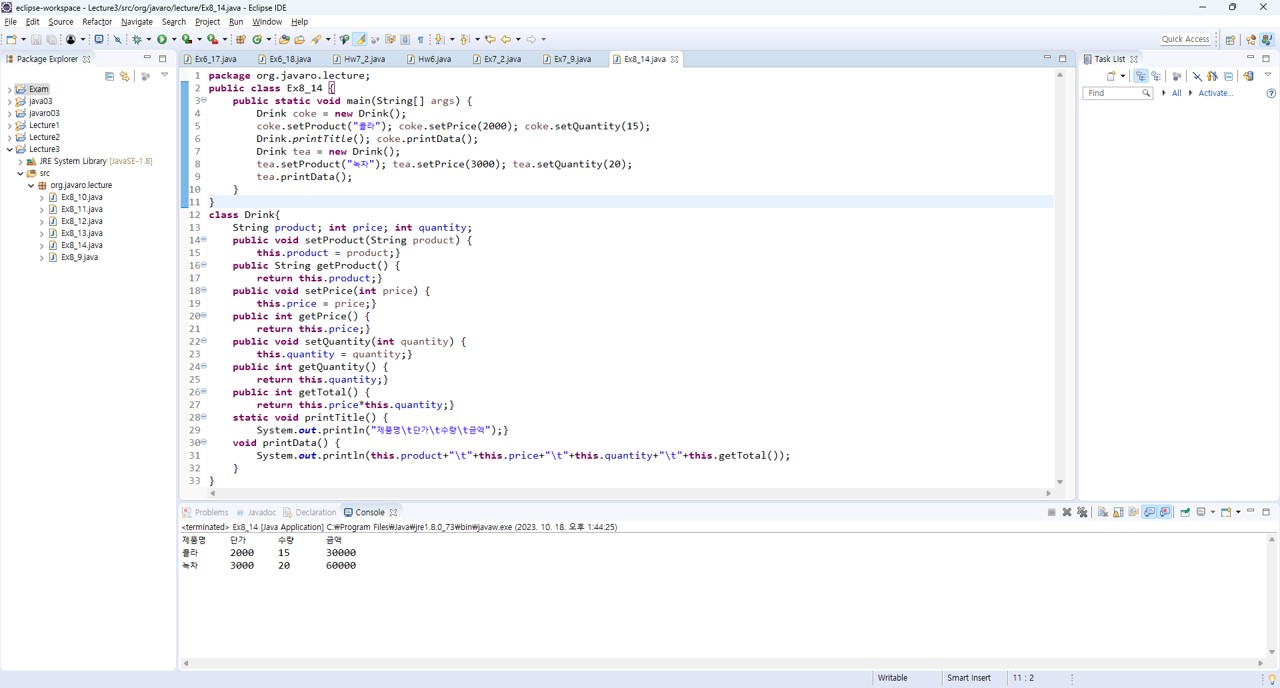 eclipse-workspace - Lecture3/src/org/javaro/lecture/Ex8_14.java - Eclipse IDE
File Edit Source Refactor Navigate Search Project Run Window Help
Quick Access
Package Explorer
Ex6_17.java Ex6_18.java Hw7_2.java Hw6.java Ex7_2.java Ex7_9.java Ex8_14.java
Task List
Find All Activate...
Exam
java03
javaro03
Lecture1
Lecture2
Lecture3
JRE System Library [JavaSE-1.8]
src
org.javaro.lecture
Ex8_10.java
Ex8_11.java
Ex8_12.java
Ex8_13.java
Ex8_14.java
Ex8_9.java
1 package org.javaro.lecture;
2 public class Ex8_14 {
3 public static void main(String[] args) {
4 Drink coke = new Drink();
5 coke.setProduct("콜라"); coke.setPrice(2000); coke.setQuantity(15);
6 Drink.printTitle(); coke.printData();
7 Drink tea = new Drink();
8 tea.setProduct("녹차"); tea.setPrice(3000); tea.setQuantity(20);
9 tea.printData();
10 }
11 }
12 class Drink{
13 String product; int price; int quantity;
14 public void setProduct(String product) {
15 this.product = product;}
16 public String getProduct() {
17 return this.product;}
18 public void setPrice(int price) {
19 this.price = price;}
20 public int getPrice() {
21 return this.price;}
22 public void setQuantity(int quantity) {
23 this.quantity = quantity;}
24 public int getQuantity() {
25 return this.quantity;}
26 public int getTotal() {
27 return this.price*this.quantity;}
28 static void printTitle() {
29 System.out.println("제품명\t단가\t수량\t금액");}
30 void printData() {
31 System.out.println(this.product+"\t"+this.price+"\t"+this.quantity+"\t"+this.getTotal());
32 }
33 }
Problems Javadoc Declaration Console
<terminated> Ex8_14 [Java Application] C:₩Program Files₩Java₩jre1.8.0_73₩bin₩javaw.exe (2023. 10. 18. 오후 1:44:25)
제품명 단가 수량 금액
콜라 2000 15 30000
녹차 3000 20 60000
Writable Smart Insert 11 : 2